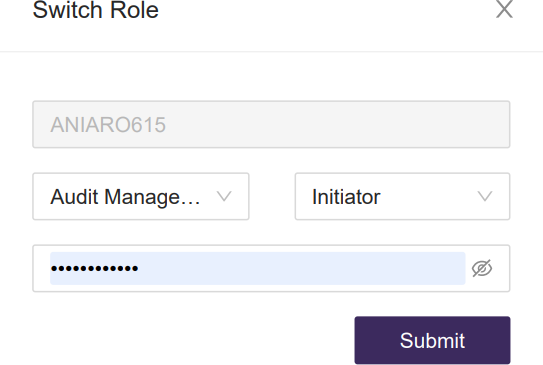 Switch Role
ANIARO615
Audit Manage... Initiator
••••••••••••
Submit